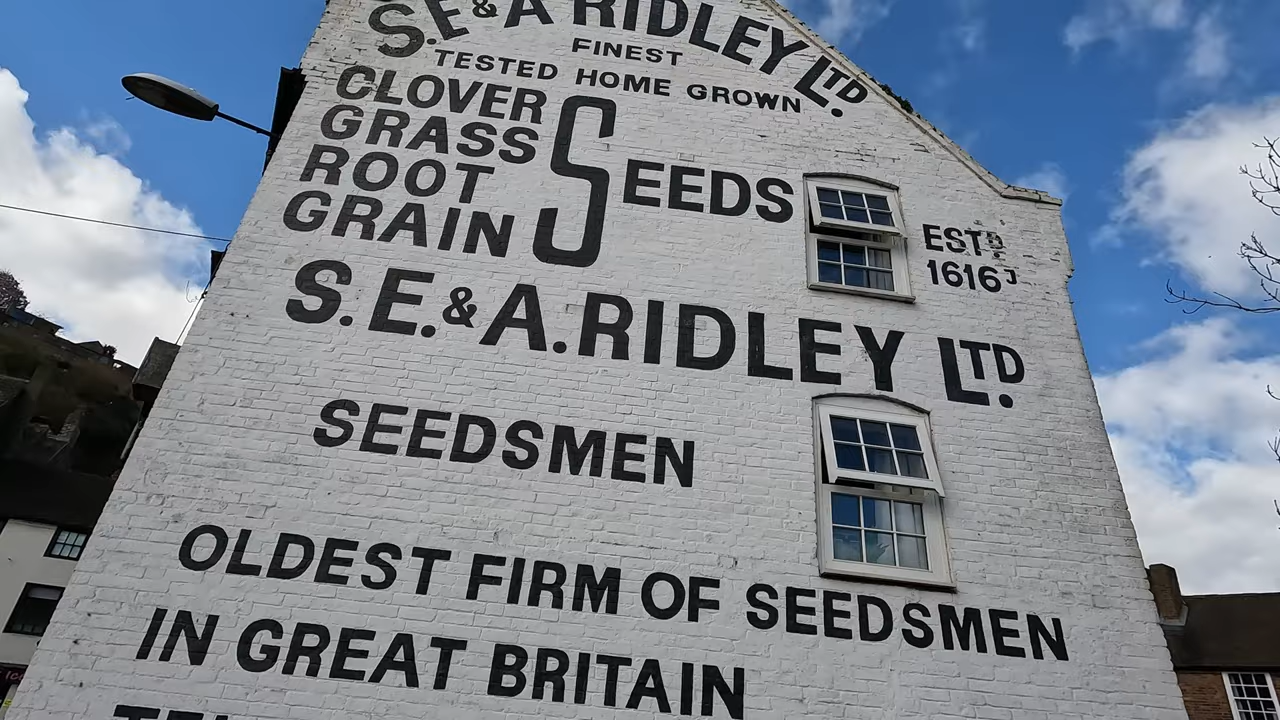 S.E. & A RIDLEY LTD.
FINEST
TESTED HOME GROWN
CLOVER
GRASS
ROOT
GRAIN
SEEDS
ESTD.
1616
S.E. & A. RIDLEY LTD.
SEEDSMEN
OLDEST FIRM OF SEEDSMEN
IN GREAT BRITAIN